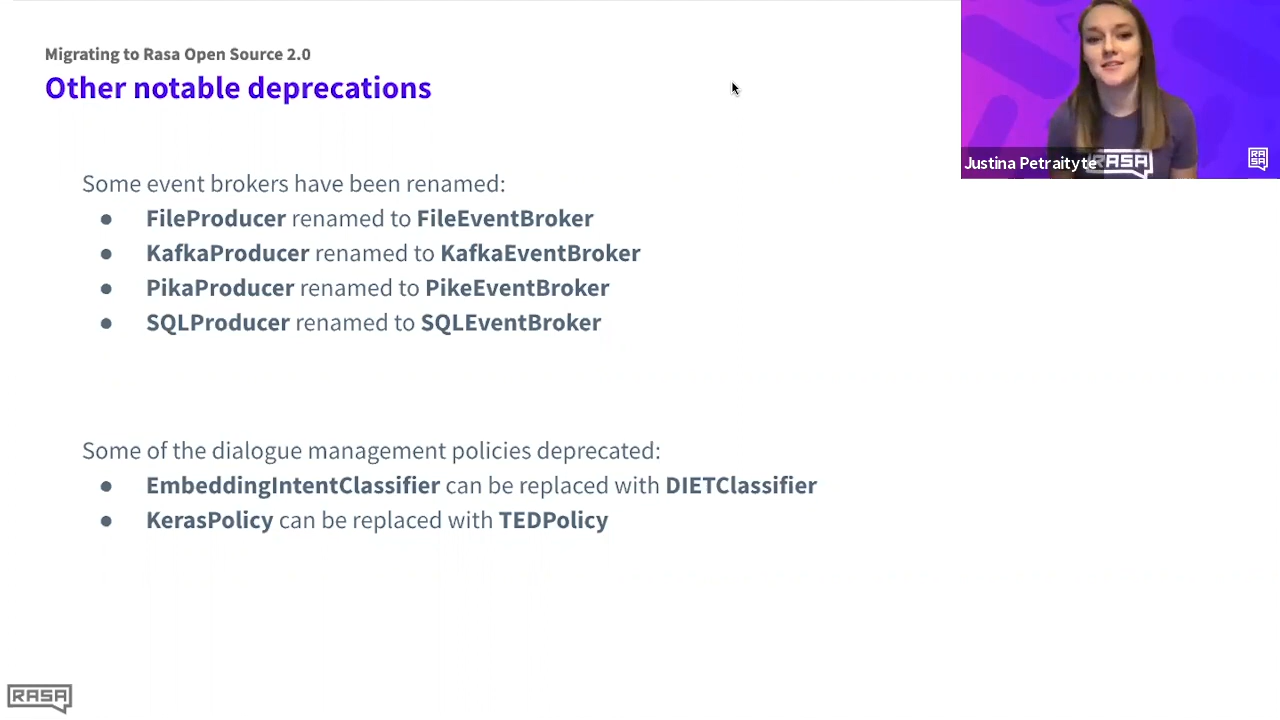 Migrating to Rasa Open Source 2.0
Other notable deprecations
Justina Petraityte
RASA
RASA
Some event brokers have been renamed:
● FileProducer renamed to FileEventBroker
● KafkaProducer renamed to KafkaEventBroker
● PikaProducer renamed to PikeEventBroker
● SQLProducer renamed to SQLEventBroker
Some of the dialogue management policies deprecated:
● EmbeddingIntentClassifier can be replaced with DIETClassifier
● KerasPolicy can be replaced with TEDPolicy
RASA